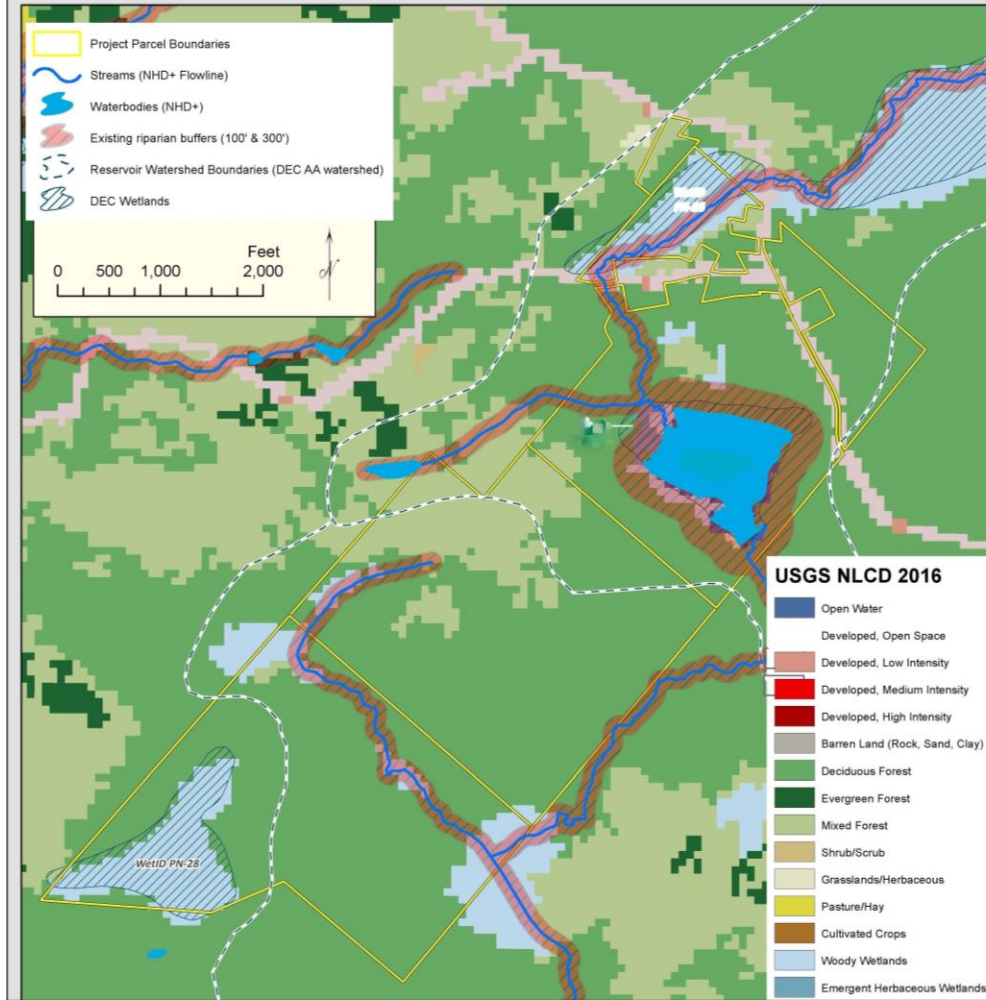 Project Parcel Boundaries
Streams (NHD+ Flowline)
Waterbodies (NHD+)
Existing riparian buffers (100' & 300')
Reservoir Watershed Boundaries (DEC AA watershed)
DEC Wetlands
Feet
0 500 1,000 2,000
N
WetID PN-28
USGS NLCD 2016
Open Water
Developed, Open Space
Developed, Low Intensity
Developed, Medium Intensity
Developed, High Intensity
Barren Land (Rock, Sand, Clay)
Deciduous Forest
Evergreen Forest
Mixed Forest
Shrub/Scrub
Grasslands/Herbaceous
Pasture/Hay
Cultivated Crops
Woody Wetlands
Emergent Herbaceous Wetlands